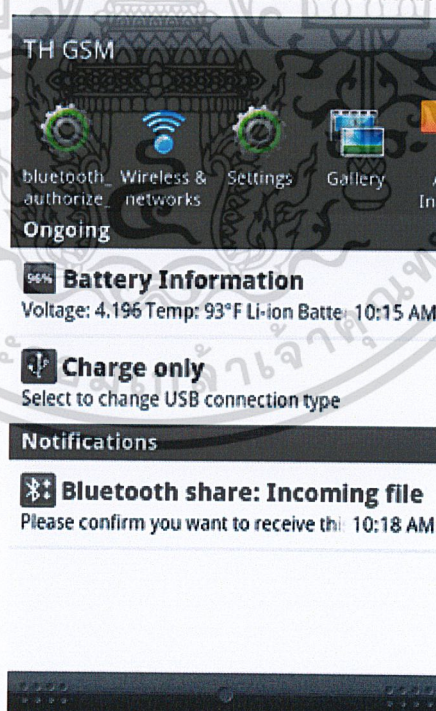 TH GSM
bluetooth_ Wireless & Settings Gallery
authorize_ networks
Ongoing
96% Battery Information
Voltage: 4.196 Temp: 93°F Li-ion Batte 10:15 AM
Charge only
Select to change USB connection type
Notifications
Bluetooth share: Incoming file
Please confirm you want to receive thi 10:18 AM